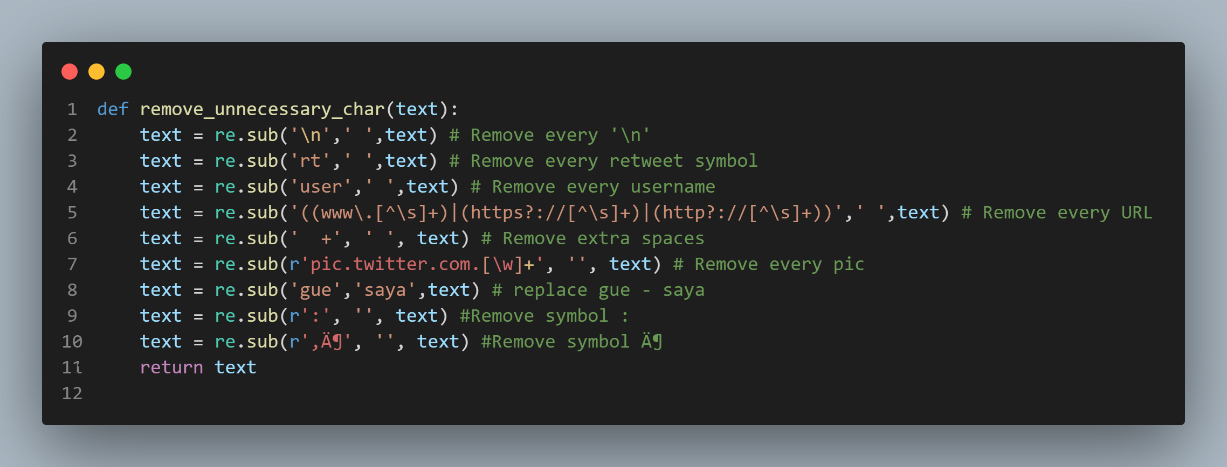 1 def remove_unnecessary_char(text):
2     text = re.sub('\n',' ',text) # Remove every '\n'
3     text = re.sub('rt',' ',text) # Remove every retweet symbol
4     text = re.sub('user',' ',text) # Remove every username
5     text = re.sub('((www\.[^\s]+)|(https?://[^\s]+)|(http?://[^\s]+))',' ',text) # Remove every URL
6     text = re.sub('  +', ' ', text) # Remove extra spaces
7     text = re.sub(r'pic.twitter.com.[\w]+', '', text) # Remove every pic
8     text = re.sub('gue','saya',text) # replace gue - saya
9     text = re.sub(r':', '', text) #Remove symbol :
10     text = re.sub(r'‚Ä¶', '', text) #Remove symbol Ä¶
11     return text
12